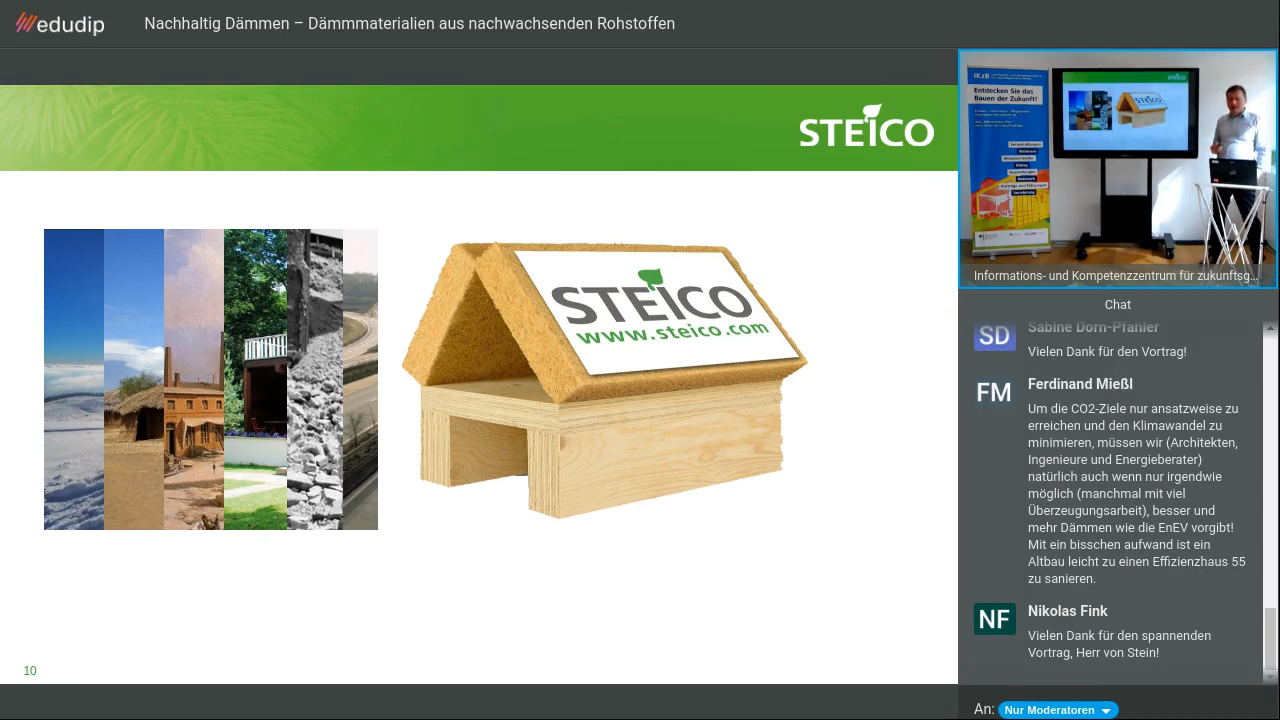 edudip
Nachhaltig Dämmen – Dämmmaterialien aus nachwachsenden Rohstoffen
STEICO
STEICO
www.steico.com
10
IKzB
Entdecken Sie das
Bauen der Zukunft!
STEICO
Informations- und Kompetenzzentrum für zukunftsg...
Chat
SD
Sabine Dorn-Pfahler
Vielen Dank für den Vortrag!
FM
Ferdinand Mießl
Um die CO2-Ziele nur ansatzweise zu
erreichen und den Klimawandel zu
minimieren, müssen wir (Architekten,
Ingenieure und Energieberater)
natürlich auch wenn nur irgendwie
möglich (manchmal mit viel
Überzeugungsarbeit), besser und
mehr Dämmen wie die EnEV vorgibt!
Mit ein bisschen aufwand ist ein
Altbau leicht zu einen Effizienzhaus 55
zu sanieren.
NF
Nikolas Fink
Vielen Dank für den spannenden
Vortrag, Herr von Stein!
An: Nur Moderatoren